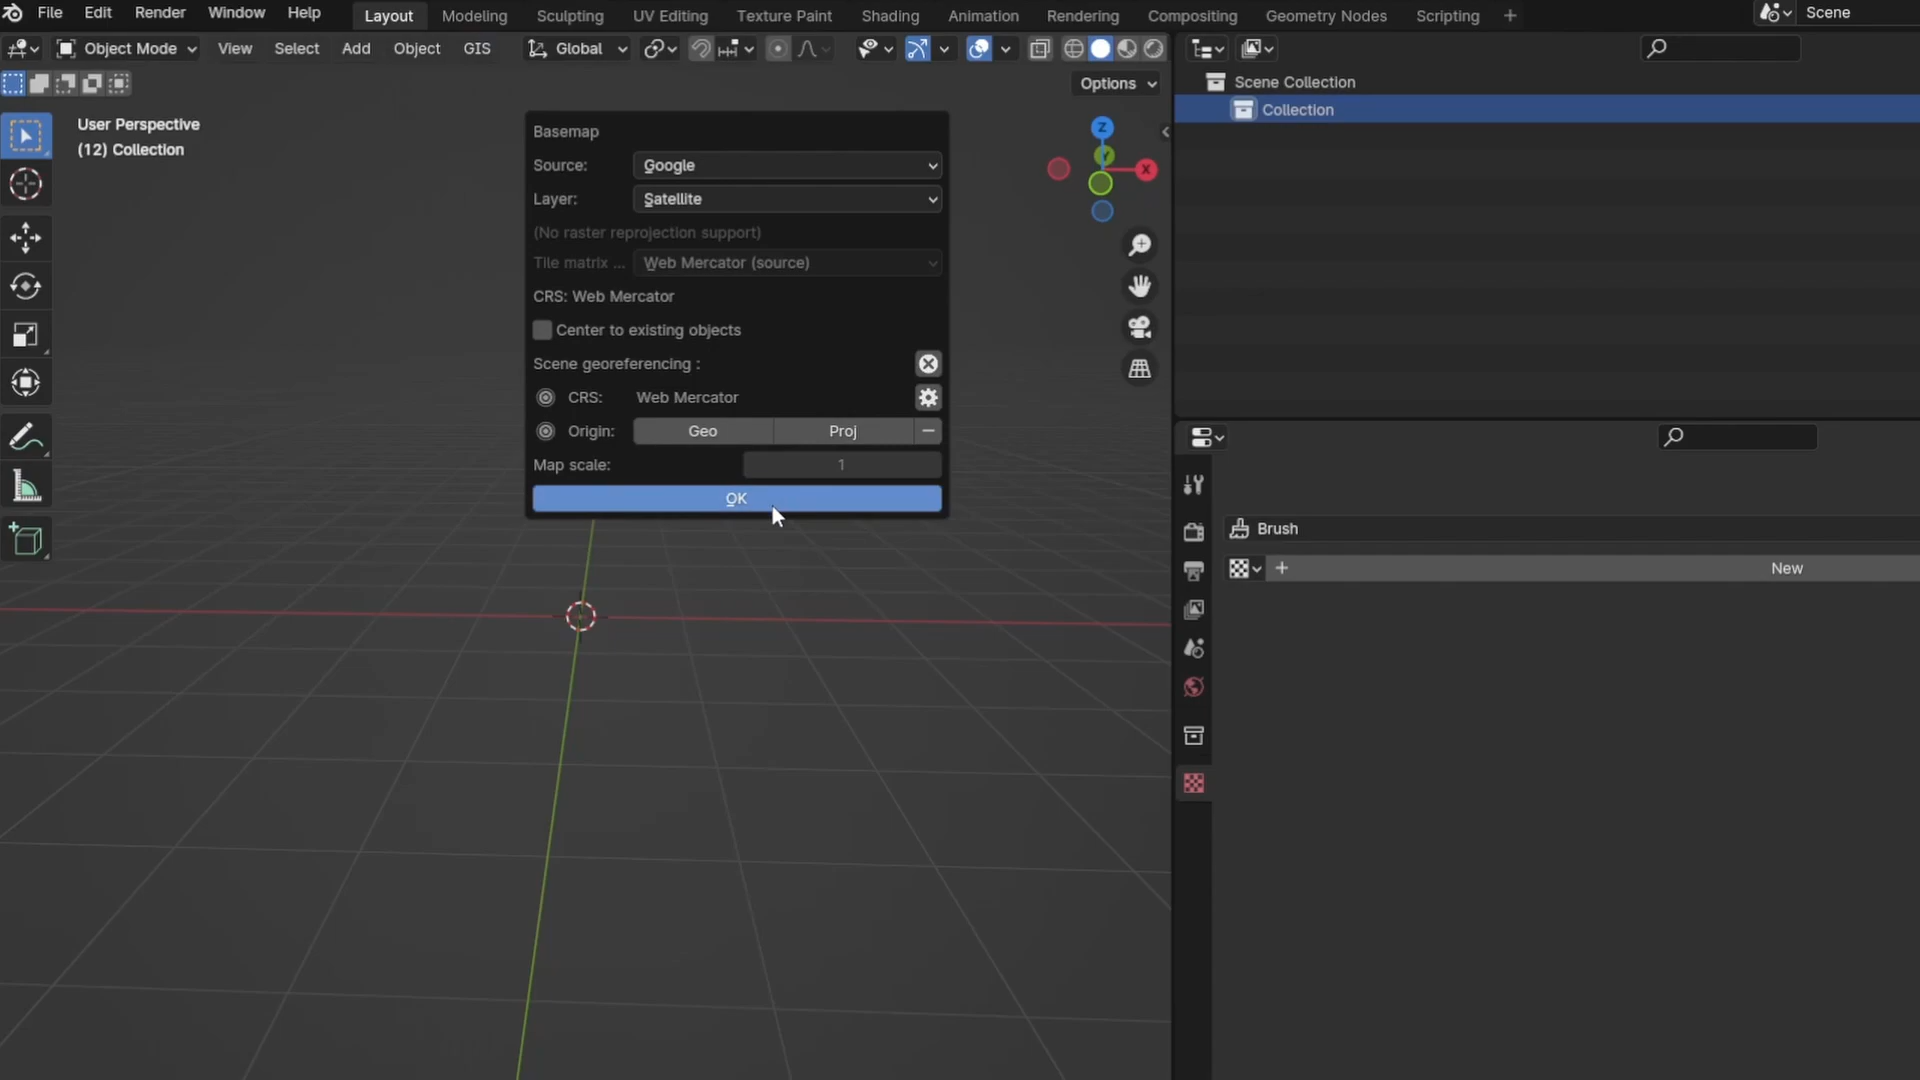 File Edit Render Window Help Layout Modeling Sculpting UV Editing Texture Paint Shading Animation Rendering Compositing Geometry Nodes Scripting + Scene
Object Mode View Select Add Object GIS Global
Options
User Perspective
(12) Collection
Basemap
Source: Google
Layer: Satellite
(No raster reprojection support)
Tile matrix ... Web Mercator (source)
CRS: Web Mercator
Center to existing objects
Scene georeferencing :
CRS: Web Mercator
Origin: Geo Proj
Map scale: 1
OK
Z
Y
X
Scene Collection
Collection
Brush
New